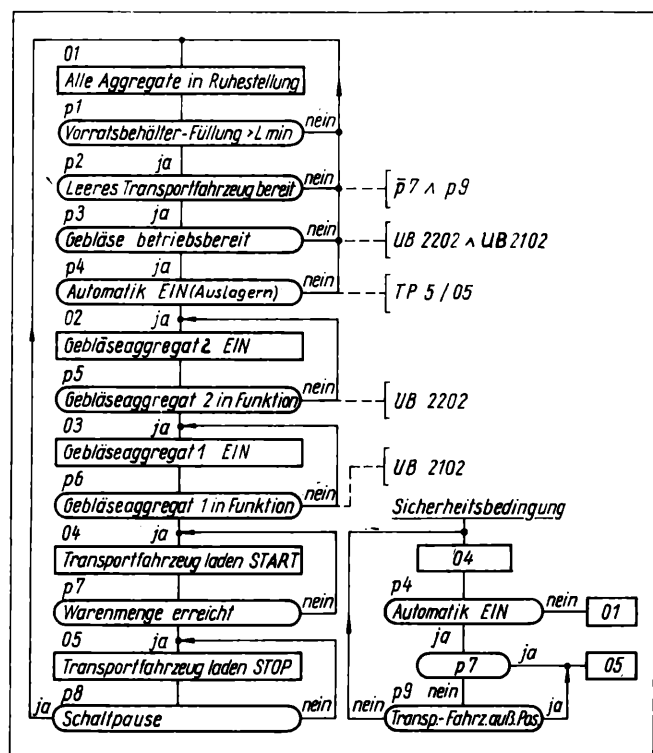 01
Alle Aggregate in Ruhestellung
p1
nein
Vorratsbehälter-Füllung >L min
p2 ja
nein
Leeres Transportfahrzeug bereit
p̄7 ∧ p9
p3 ja
nein
Gebläse betriebsbereit
UB 2202 ∧ UB 2102
p4 ja
nein
Automatik EIN (Auslagern)
TP 5 / 05
02 ja
Gebläseaggregat 2 EIN
p5
nein
Gebläseaggregat 2 in Funktion
UB 2202
03 ja
Gebläseaggregat 1 EIN
UB 2102
p6
nein
Gebläseaggregat 1 in Funktion
04 ja
Transportfahrzeug laden START
p7
nein
Warenmenge erreicht
05 ja
Transportfahrzeug laden STOP
p8
ja
nein
Schaltpause
Sicherheitsbedingung
04
p4
Automatik EIN
nein
01
ja
p7
ja
05
p9
nein
nein
Transp.-Fahrz. auß. Pos.
ja